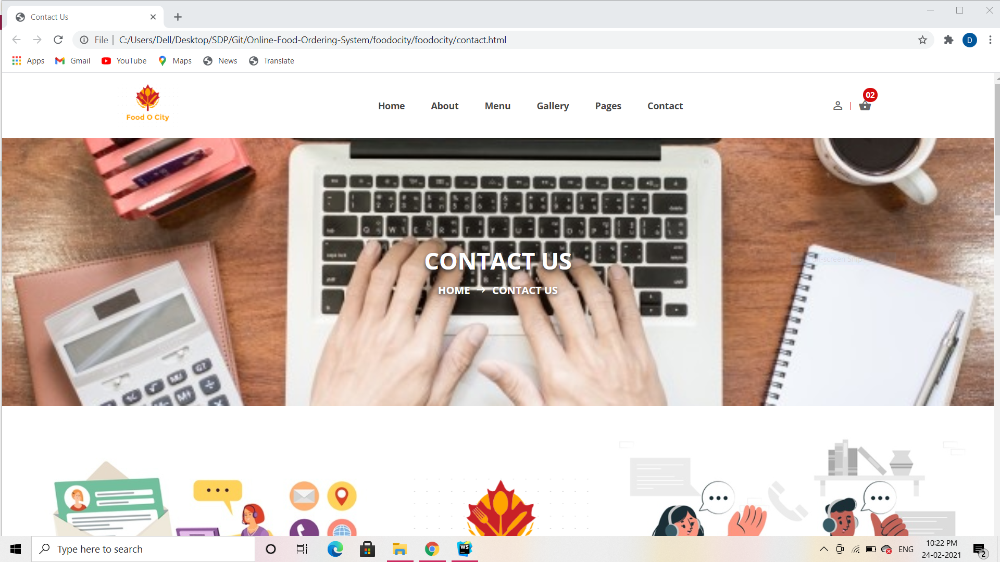 Contact Us
File
C:/Users/Dell/Desktop/SDP/Git/Online-Food-Ordering-System/foodocity/foodocity/contact.html
D
Apps
Gmail
YouTube
Maps
News
Translate
Food O City
Home
About
Menu
Gallery
Pages
Contact
02
CONTACT US
HOME → CONTACT US
Type here to search
WS
ENG
10:22 PM
24-02-2021
2